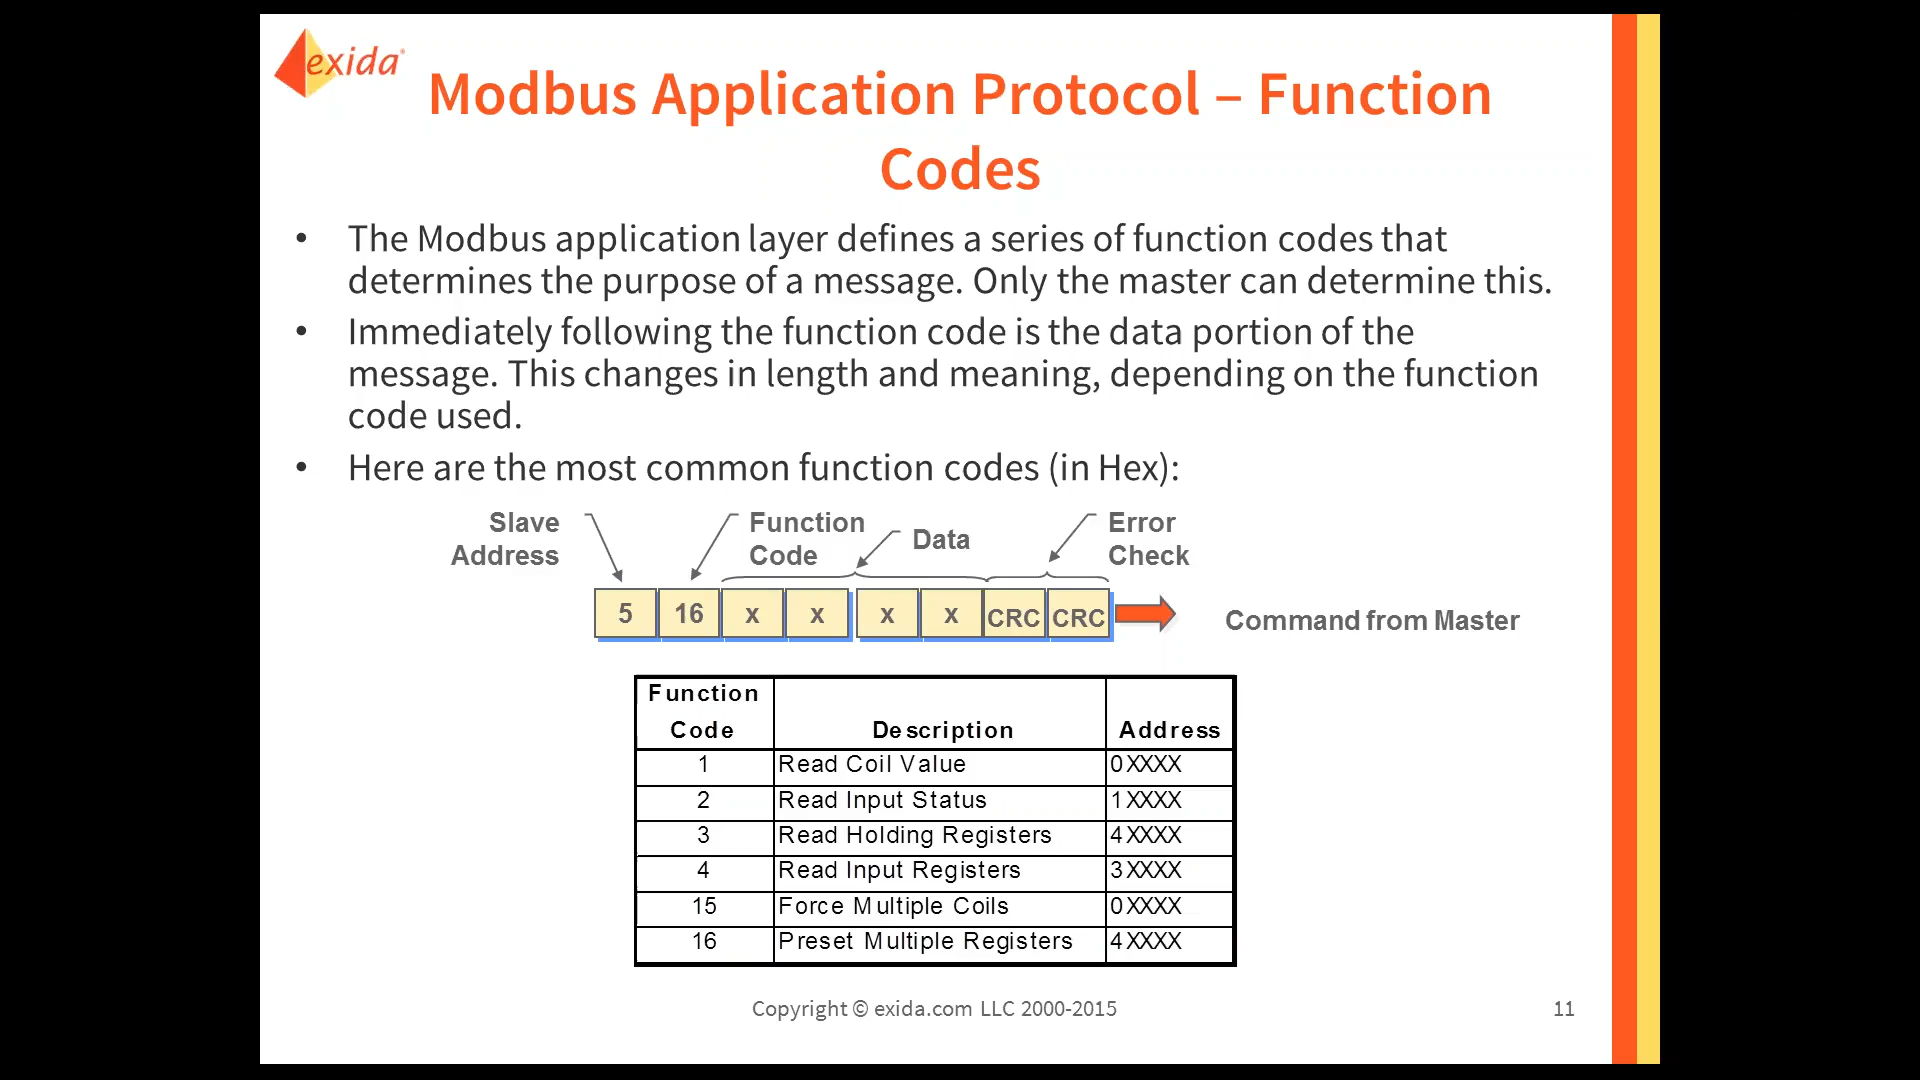 exida®
Modbus Application Protocol – Function
Codes
• The Modbus application layer defines a series of function codes that
determines the purpose of a message. Only the master can determine this.
• Immediately following the function code is the data portion of the
message. This changes in length and meaning, depending on the function
code used.
• Here are the most common function codes (in Hex):
Slave
Address
Function
Code
Data
Error
Check
5 16 x x x x CRC CRC
Command from Master
Function
Code Description Address
1 Read Coil Value 0XXXX
2 Read Input Status 1XXXX
3 Read Holding Registers 4XXXX
4 Read Input Registers 3XXXX
15 Force Multiple Coils 0XXXX
16 Preset Multiple Registers 4XXXX
Copyright © exida.com LLC 2000-2015
11